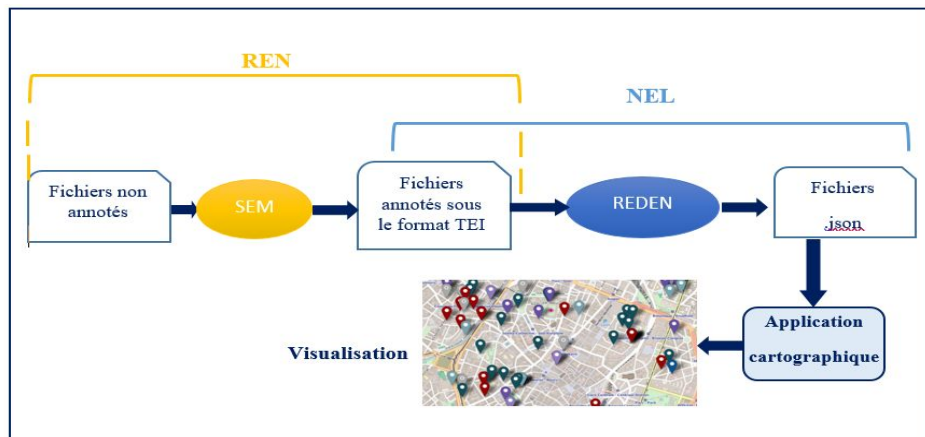 REN
NEL
Fichiers non
annotés
SEM
Fichiers
annotés sous
le format TEI
REDEN
Fichiers
.json
Application
cartographique
Visualisation